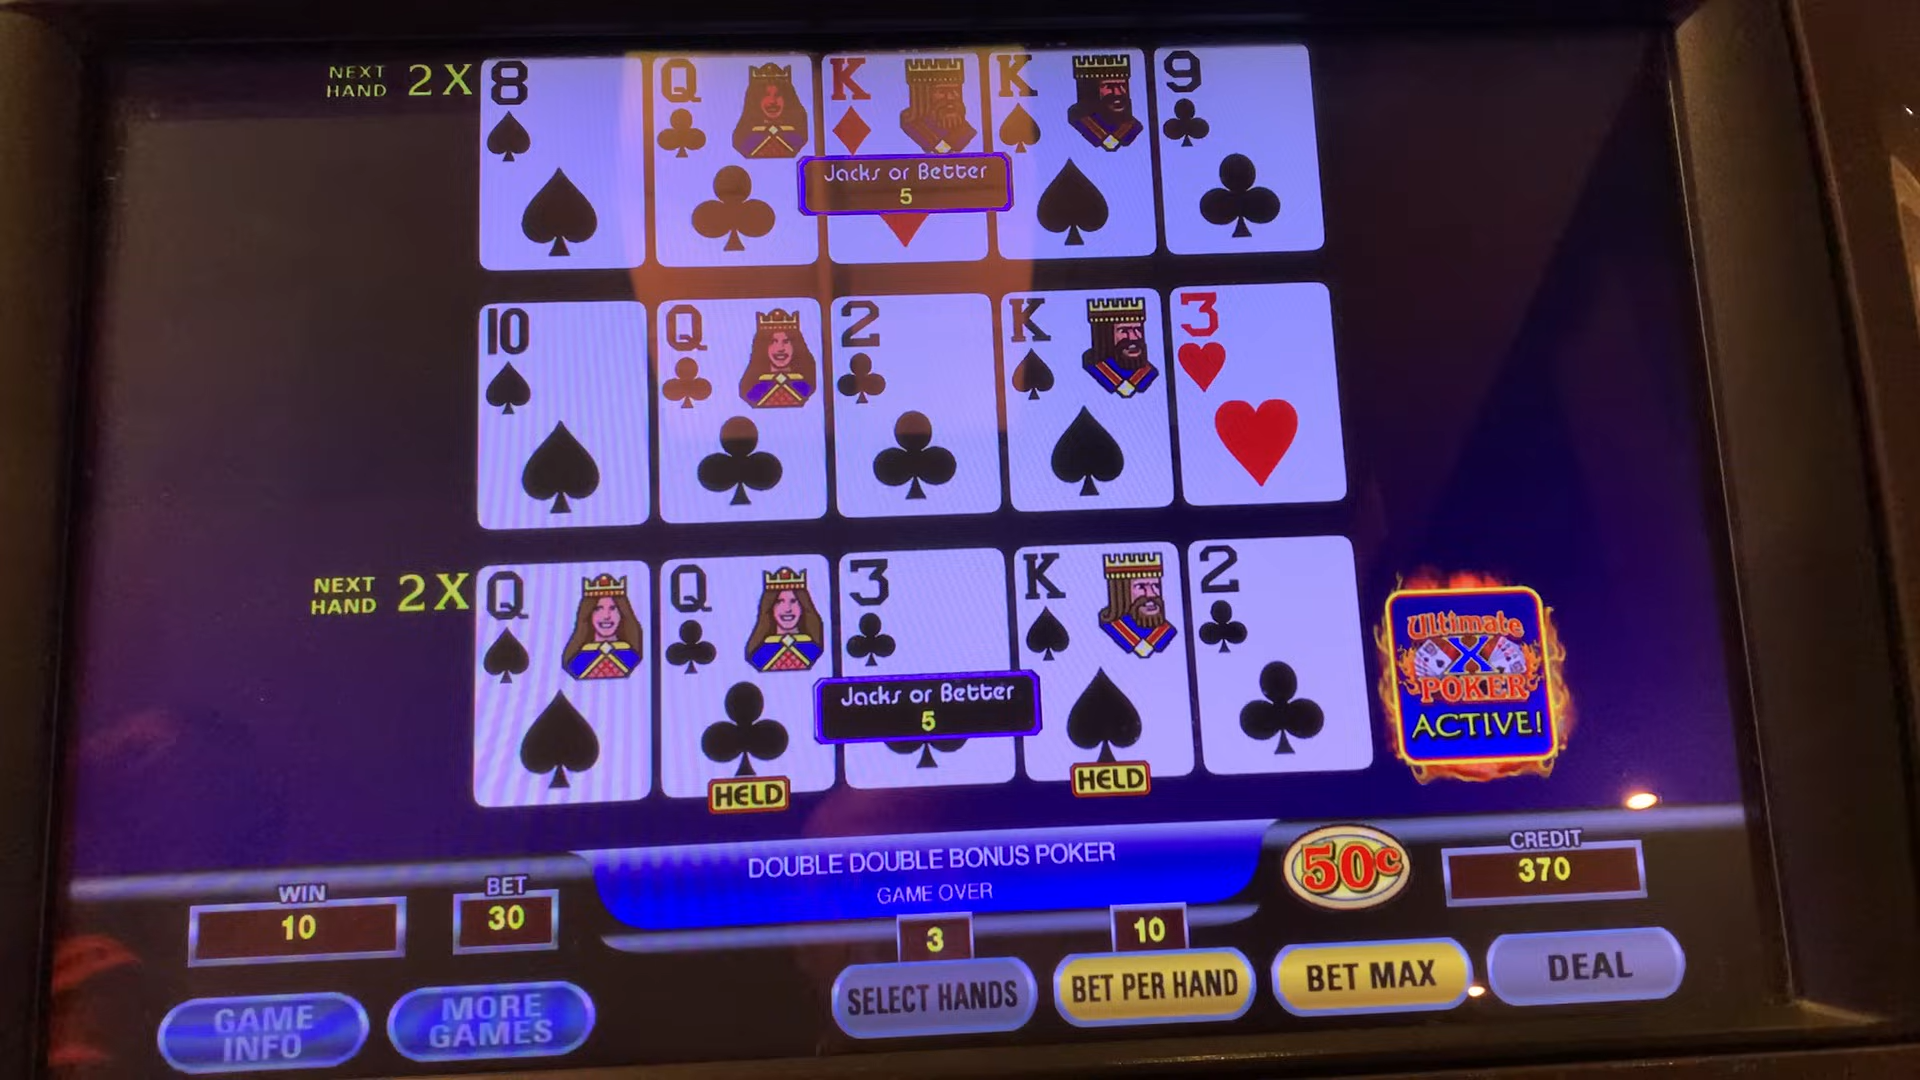 NEXT HAND 2X
8 Q K K 9
Jacks or Better
5
10 Q 2 K 3
NEXT HAND 2X
Q Q 3 K 2
Jacks or Better
5
HELD HELD
Ultimate
X
POKER
ACTIVE!
DOUBLE DOUBLE BONUS POKER
GAME OVER
WIN
10
BET
30
50¢
CREDIT
370
3
10
SELECT HANDS
BET PER HAND
BET MAX
DEAL
GAME
INFO
MORE
GAMES